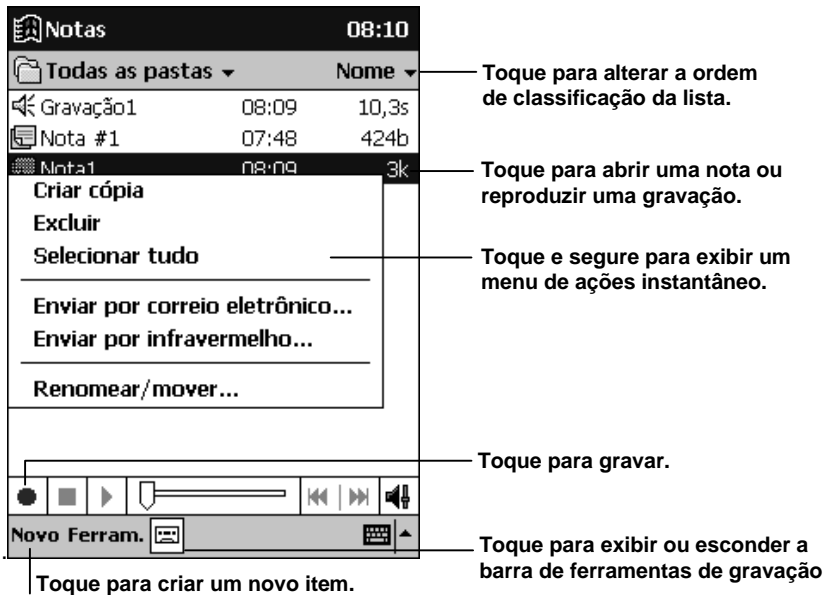 Notas 08:10
Todas as pastas Nome
Toque para alterar a ordem
de classificação da lista.
Gravação1 08:09 10,3s
Nota #1 07:48 424b
Nota1 08:09 3k
Toque para abrir uma nota ou
reproduzir uma gravação.
Criar cópia
Excluir
Selecionar tudo
Toque e segure para exibir um
menu de ações instantâneo.
Enviar por correio eletrônico...
Enviar por infravermelho...
Renomear/mover...
Toque para gravar.
Novo Ferram.
Toque para exibir ou esconder a
barra de ferramentas de gravação
.
Toque para criar um novo item.